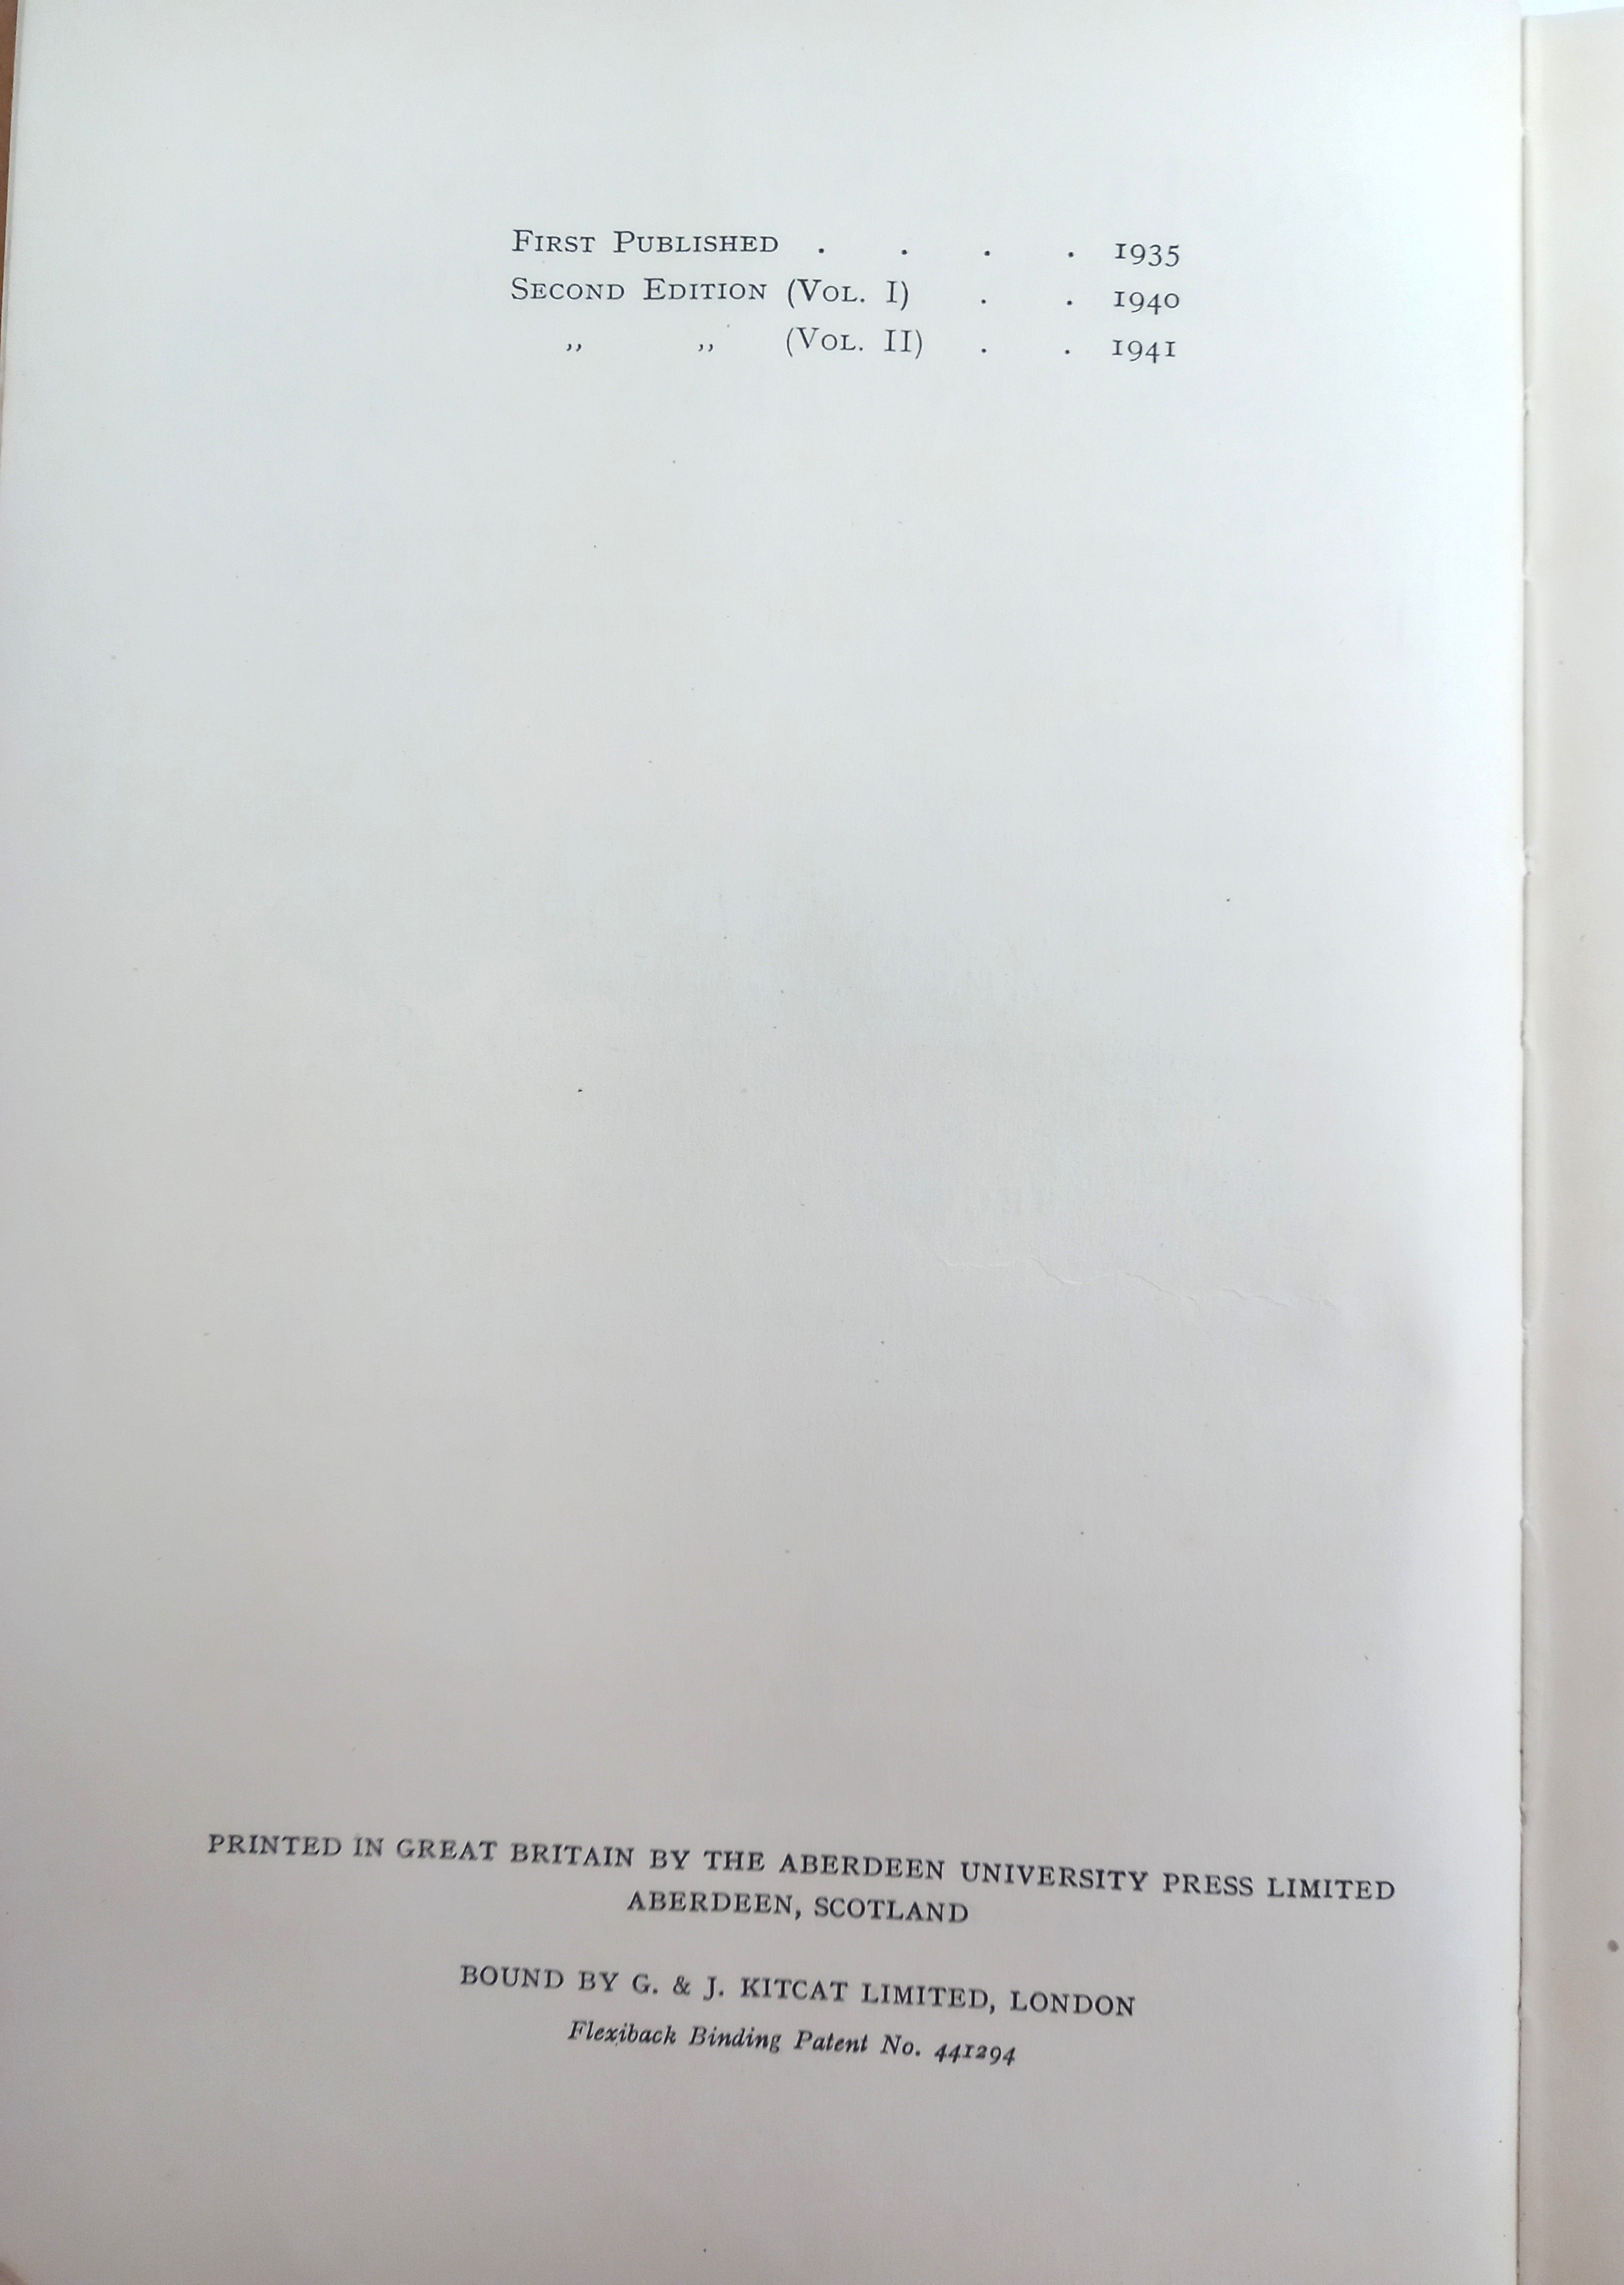 First Published . . . . 1935
Second Edition (Vol. I) . . 1940
,, ,, (Vol. II) . . 1941
PRINTED IN GREAT BRITAIN BY THE ABERDEEN UNIVERSITY PRESS LIMITED
ABERDEEN, SCOTLAND
BOUND BY G. & J. KITCAT LIMITED, LONDON
Flexiback Binding Patent No. 441294